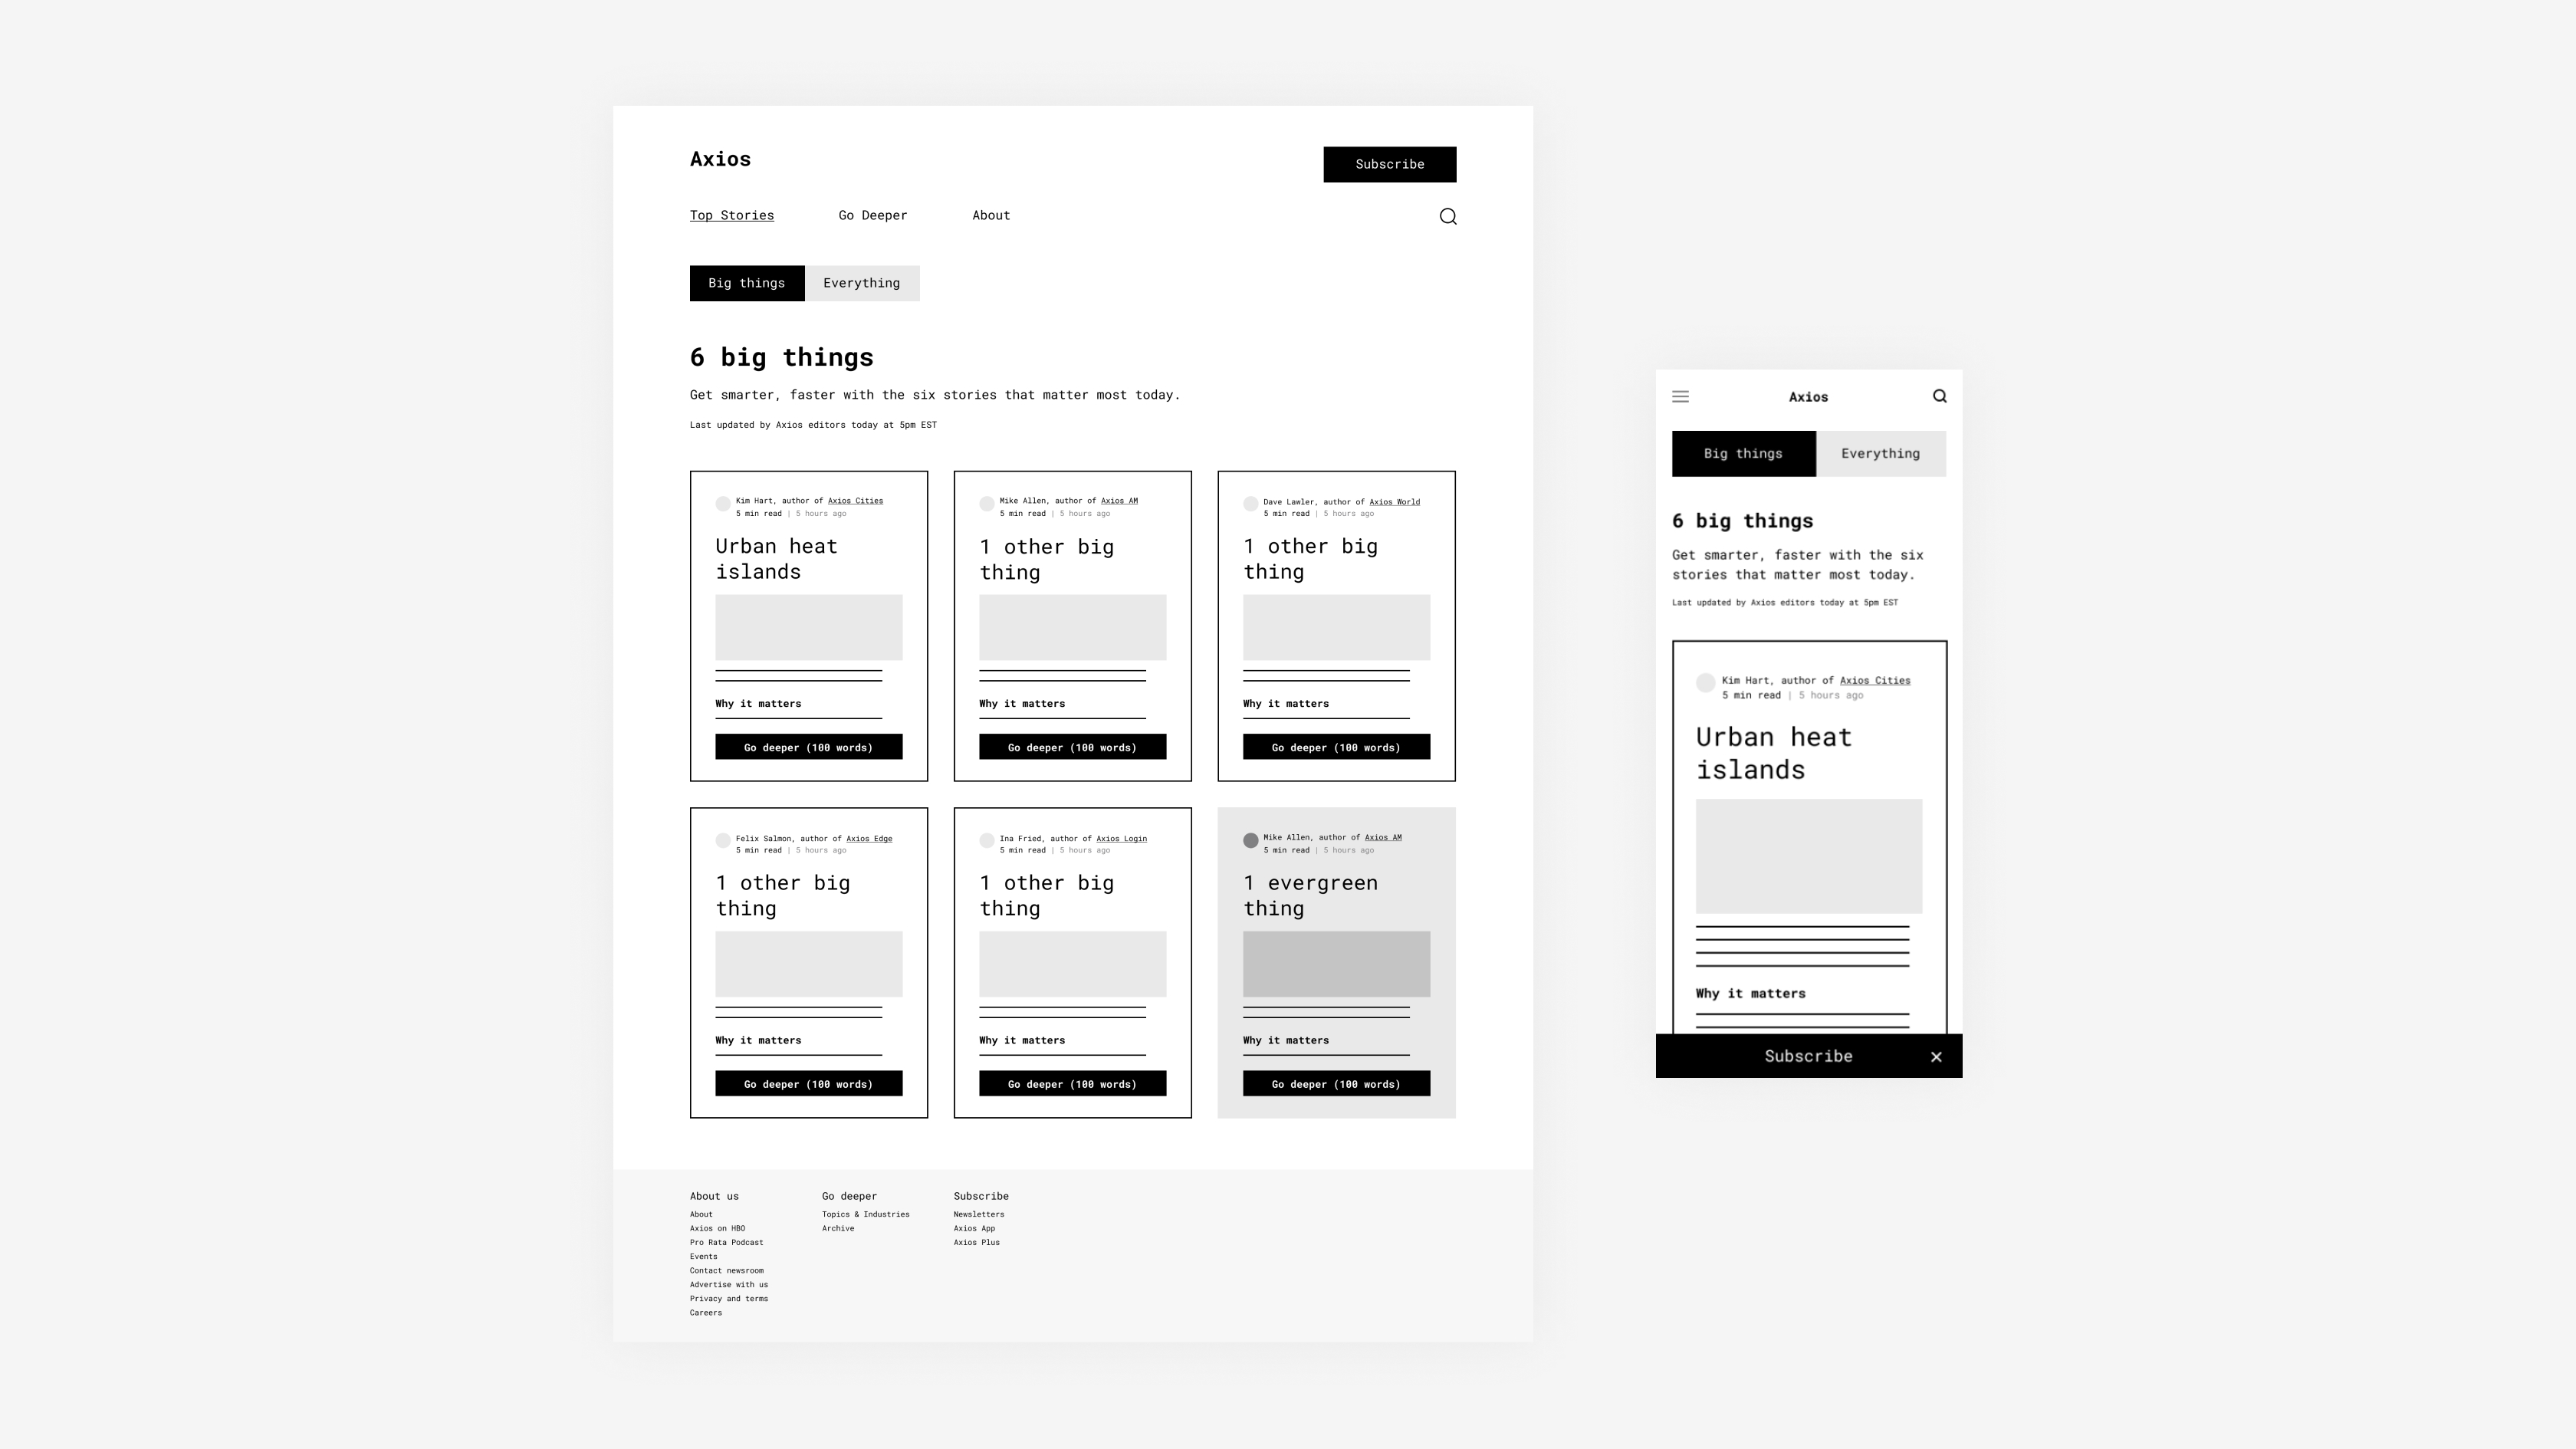 Axios
Subscribe
Top Stories
Go Deeper
About
Big things
Everything
6 big things
Get smarter, faster with the six stories that matter most today.
Last updated by Axios editors today at 5pm EST
Kim Hart, author of Axios Cities
5 min read | 5 hours ago
Urban heat
islands
Why it matters
Go deeper (100 words)
Mike Allen, author of Axios AM
5 min read | 5 hours ago
1 other big
thing
Why it matters
Go deeper (100 words)
Dave Lawler, author of Axios World
5 min read | 5 hours ago
1 other big
thing
Why it matters
Go deeper (100 words)
Felix Salmon, author of Axios Edge
5 min read | 5 hours ago
1 other big
thing
Why it matters
Go deeper (100 words)
Ina Fried, author of Axios Login
5 min read | 5 hours ago
1 other big
thing
Why it matters
Go deeper (100 words)
Mike Allen, author of Axios AM
5 min read | 5 hours ago
1 evergreen
thing
Why it matters
Go deeper (100 words)
About us
About
Axios on HBO
Pro Rata Podcast
Events
Contact newsroom
Advertise with us
Privacy and terms
Careers
Go deeper
Topics & Industries
Archive
Subscribe
Newsletters
Axios App
Axios Plus
Axios
Big things
Everything
6 big things
Get smarter, faster with the six
stories that matter most today.
Last updated by Axios editors today at 5pm EST
Kim Hart, author of Axios Cities
5 min read | 5 hours ago
Urban heat
islands
Why it matters
Subscribe